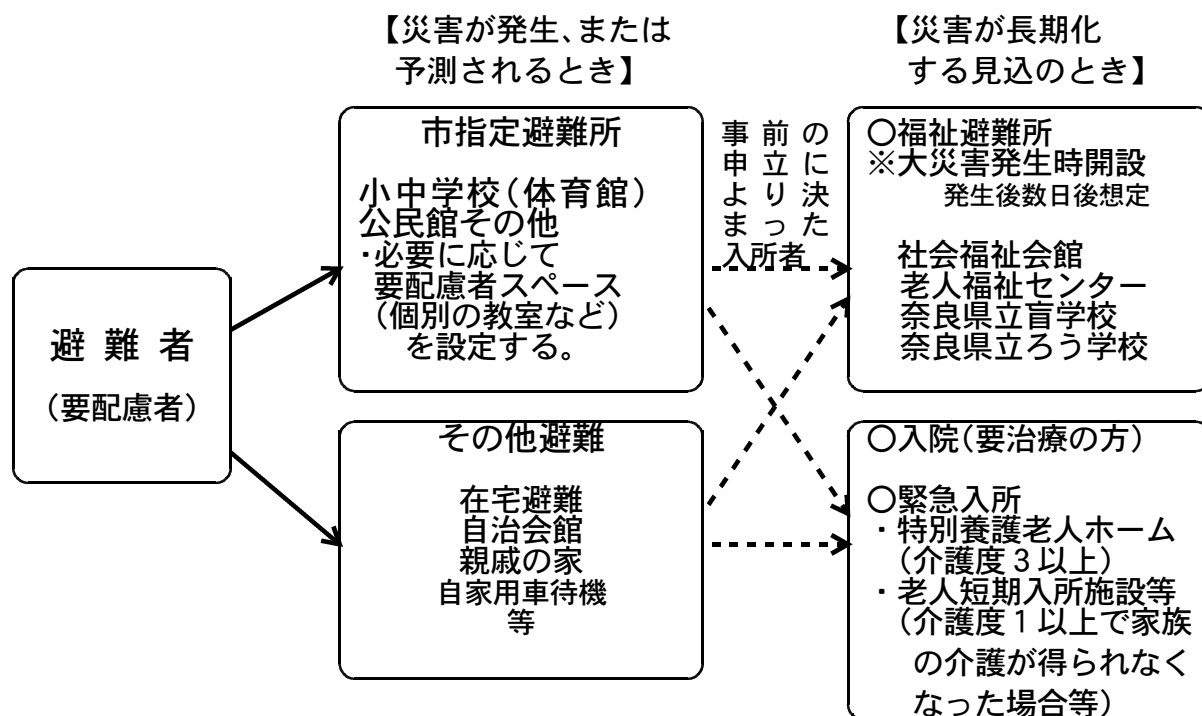 【災害が発生、または
予測されるとき】
【災害が長期化
する見込のとき】
避難者
(要配慮者)
市指定避難所
小中学校(体育館)
公民館その他
・必要に応じて
要配慮者スペース
(個別の教室など)
を設定する。
その他避難
在宅避難
自治会館
親戚の家
自家用車待機
等
事前の
申立に
より決
まった
入所者
○福祉避難所
※大災害発生時開設
発生後数日後想定
社会福祉会館
老人福祉センター
奈良県立盲学校
奈良県立ろう学校
○入院(要治療の方)
○緊急入所
・特別養護老人ホーム
(介護度3以上)
・老人短期入所施設等
(介護度1以上で家族
の介護が得られなく
なった場合等)